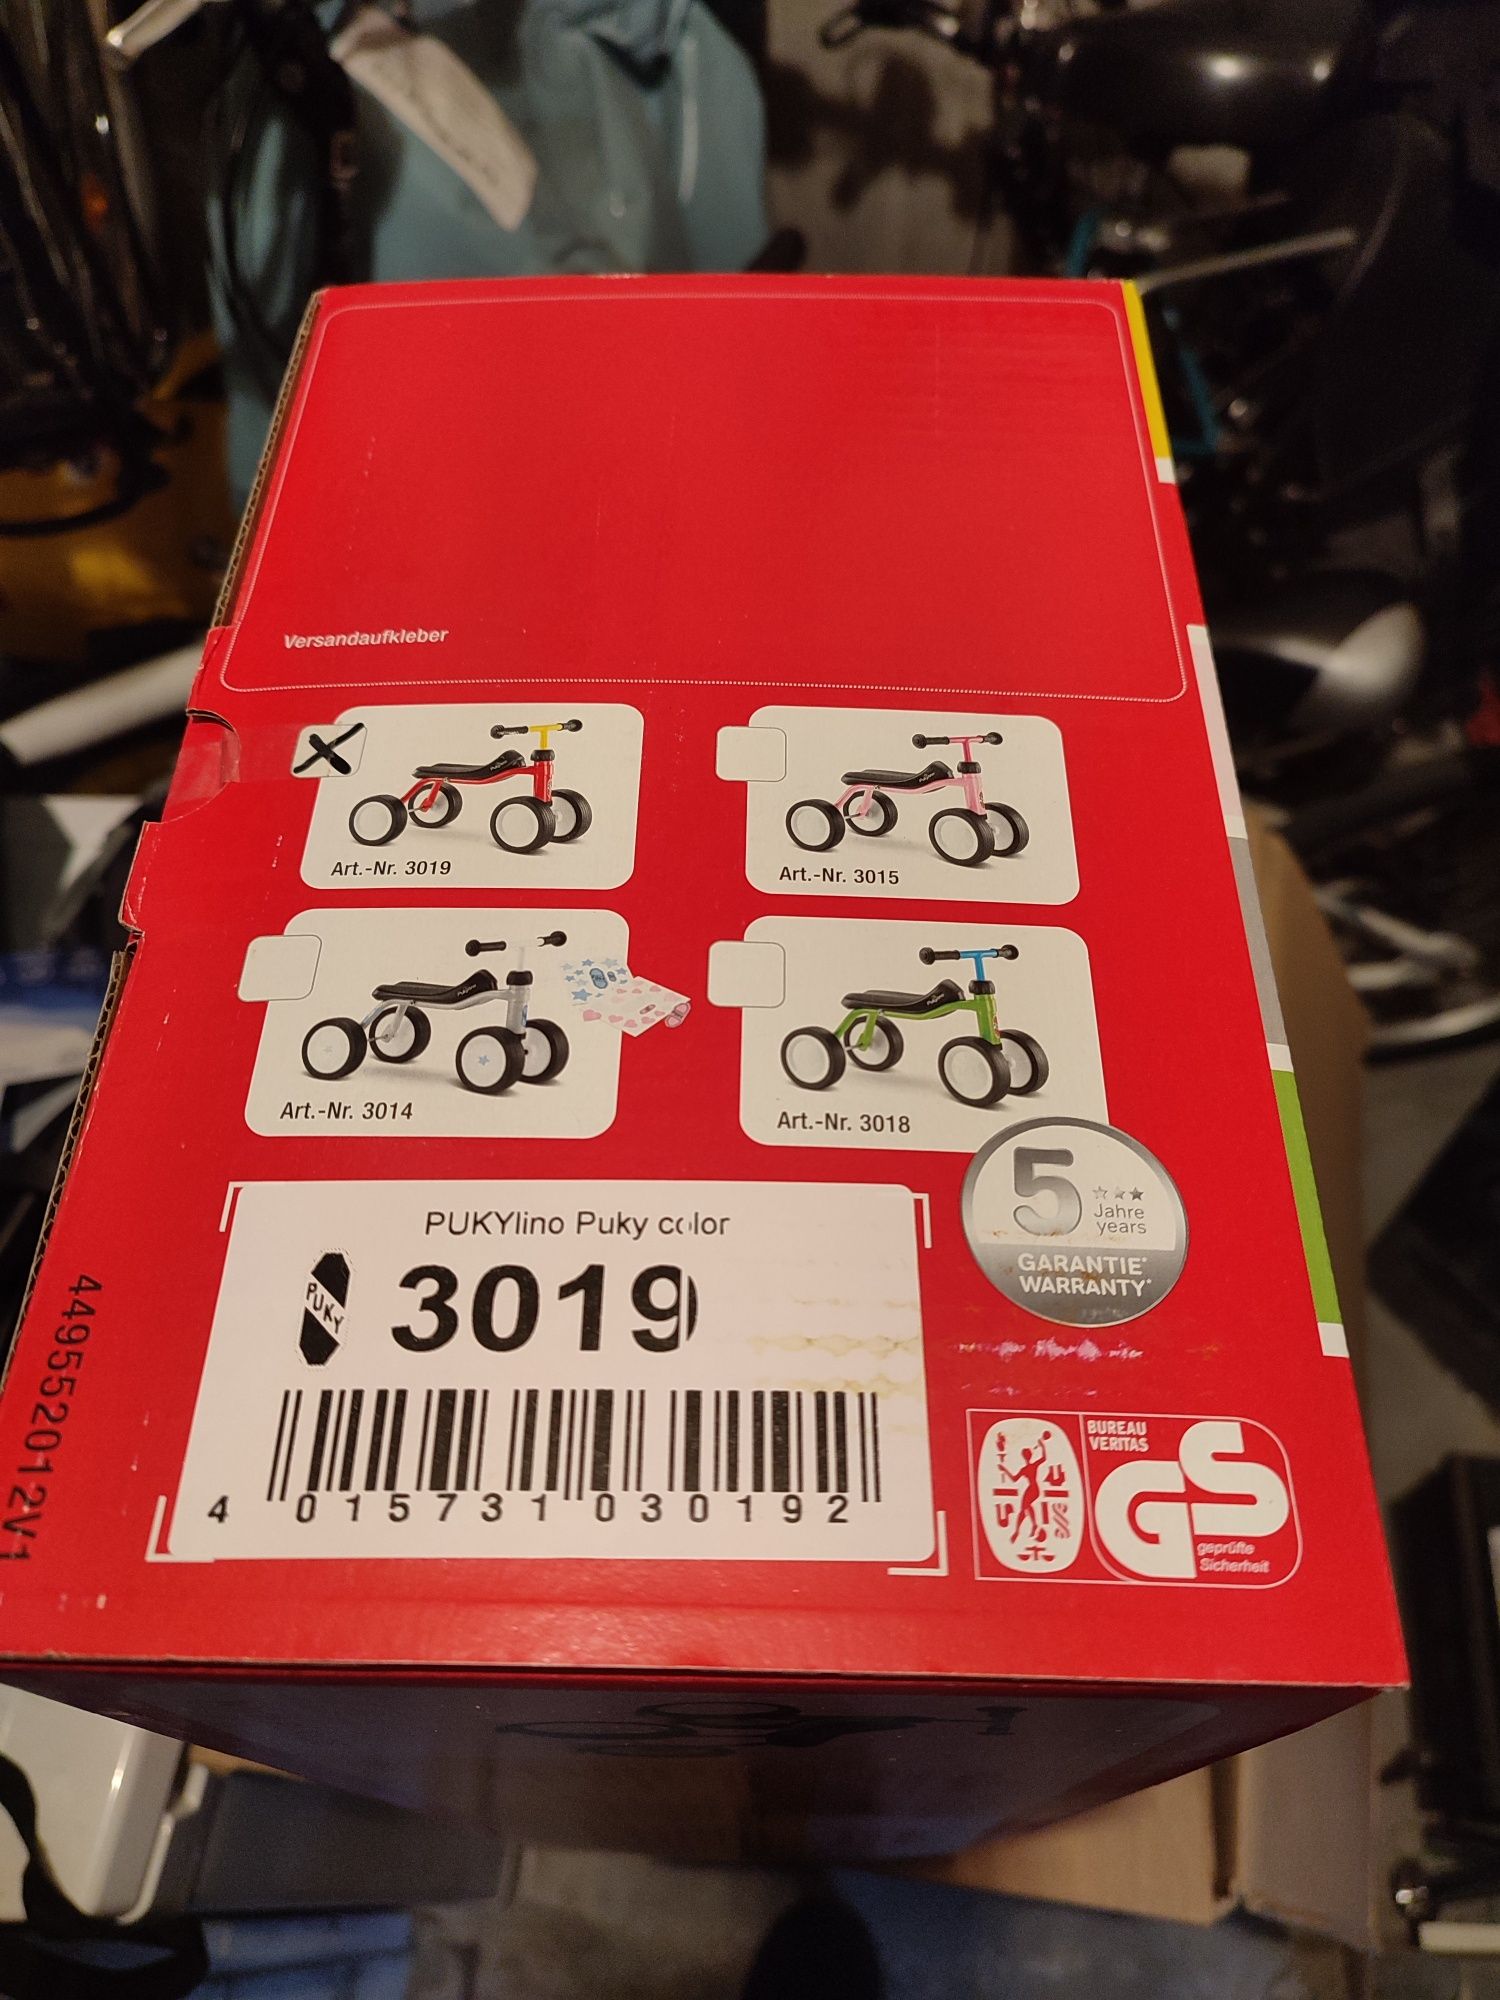 Versandaufkleber
Art.-Nr. 3019
Art.-Nr. 3015
Art.-Nr. 3014
Art.-Nr. 3018
5
Jahre
years
GARANTIE*
WARRANTY*
PUKYlino Puky color
PUKY
3019
4 015731 030192
449552012V1
BUREAU
VERITAS
GS
geprüfte
Sicherheit